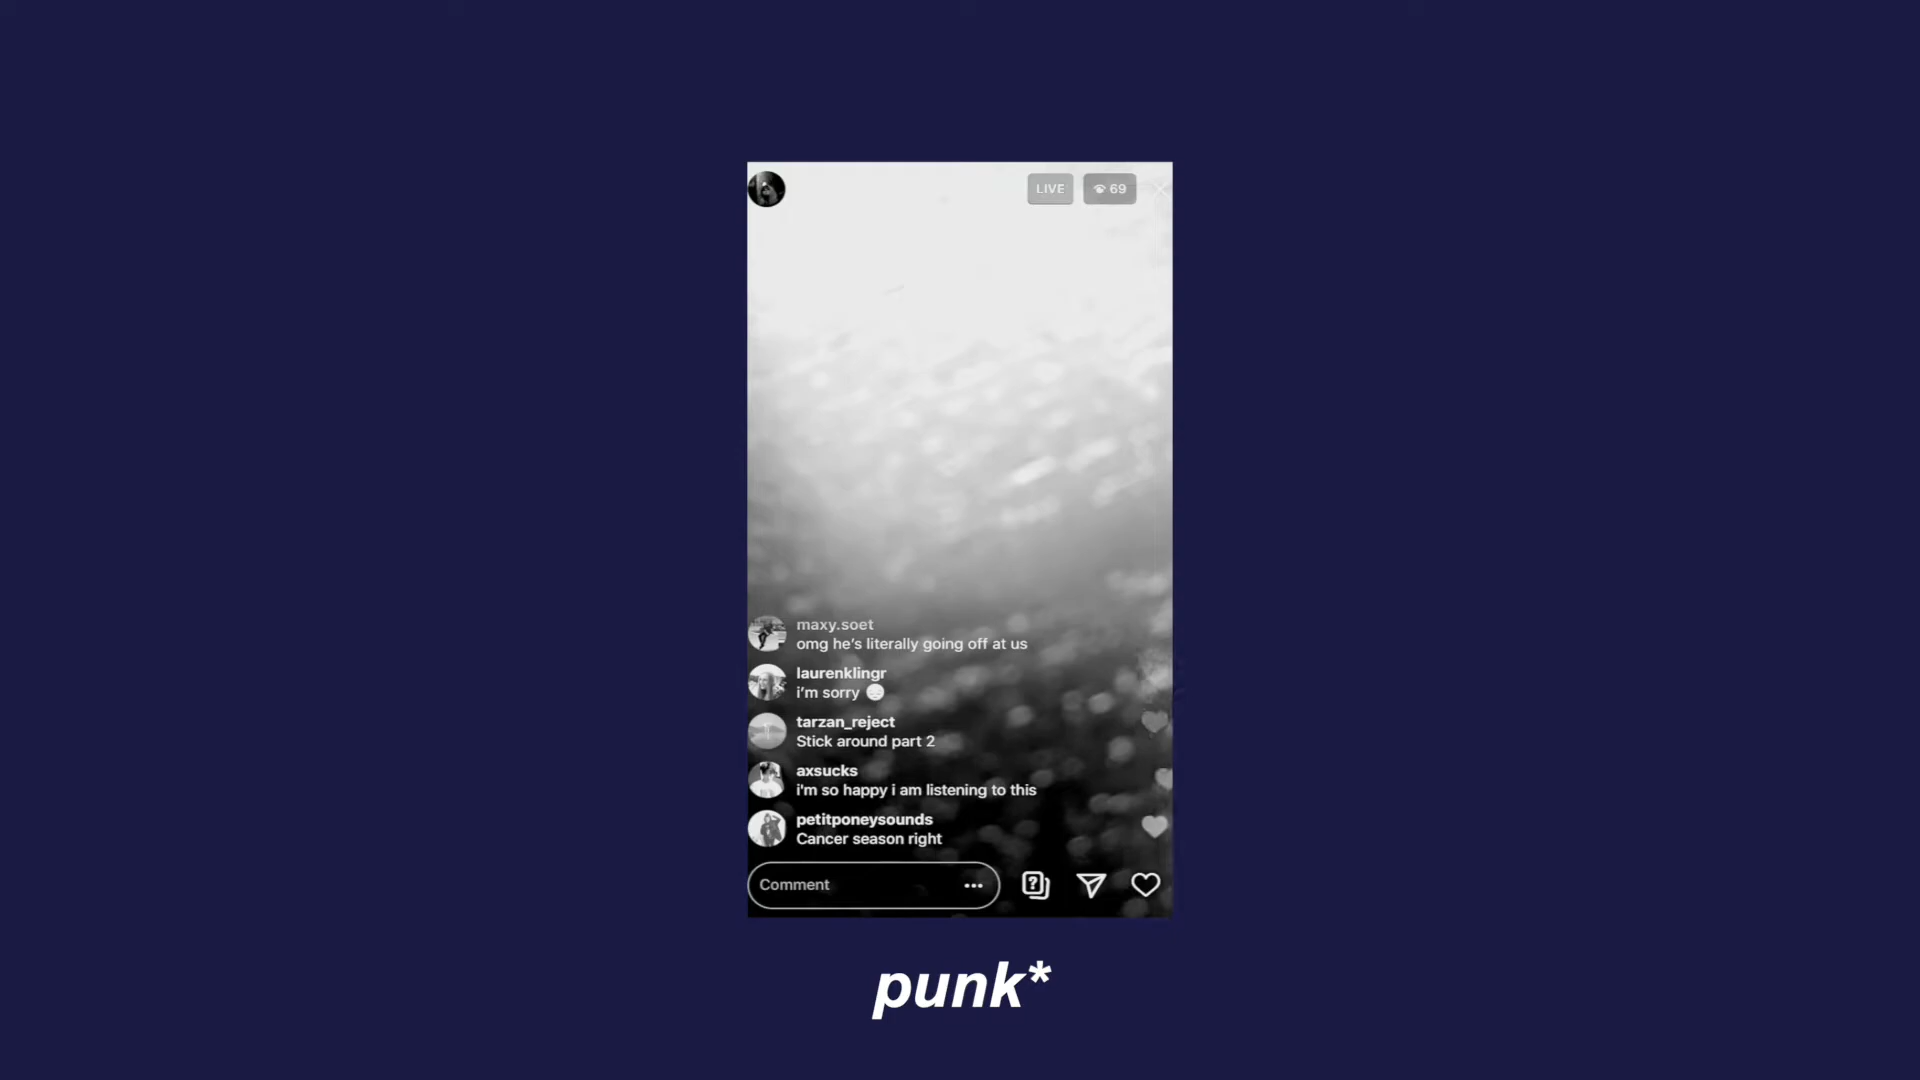 LIVE
69
maxy.soet
omg he’s literally going off at us
laurenklingr
i’m sorry 😔
tarzan_reject
Stick around part 2
axsucks
i'm so happy i am listening to this
petitponeysounds
Cancer season right
Comment
punk*